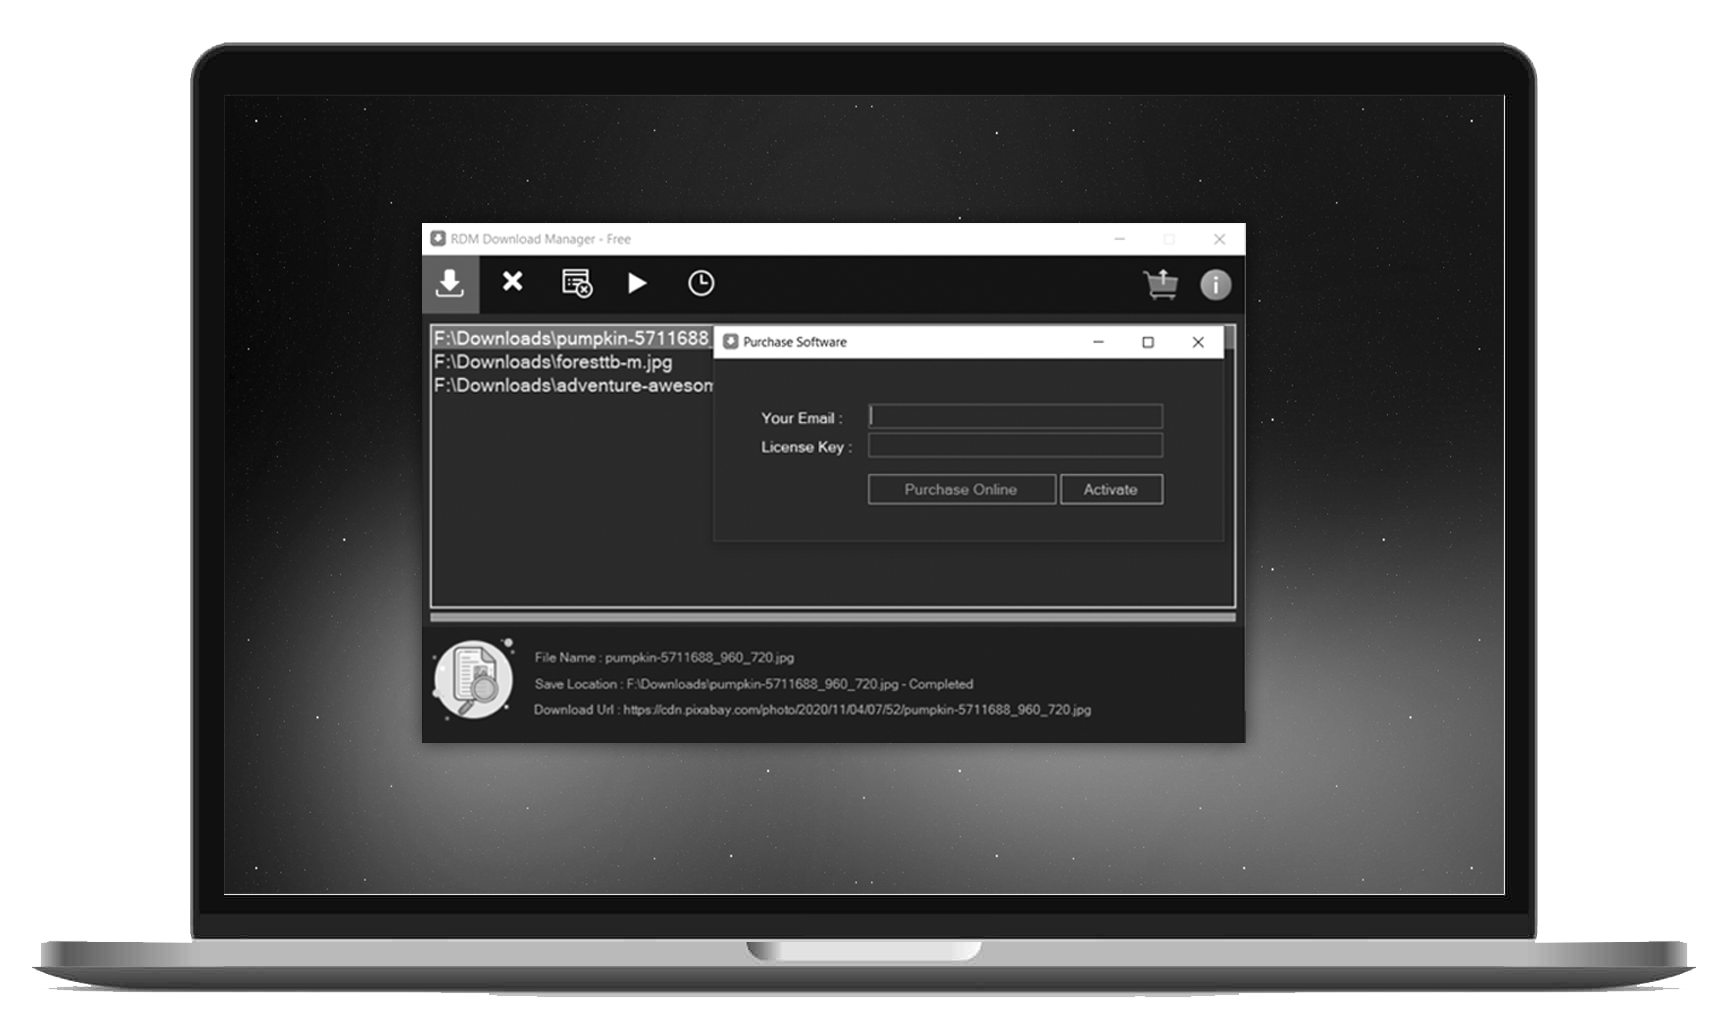 RDM Download Manager - Free
F:\Downloads\pumpkin-5711688_
F:\Downloads\foresttb-m.jpg
F:\Downloads\adventure-awesom
Purchase Software
Your Email :
License Key :
Purchase Online Activate
File Name : pumpkin-5711688_960_720.jpg
Save Location : F:\Downloads\pumpkin-5711688_960_720.jpg - Completed
Download Url : https://cdn.pixabay.com/photo/2020/11/04/07/52/pumpkin-5711688_960_720.jpg